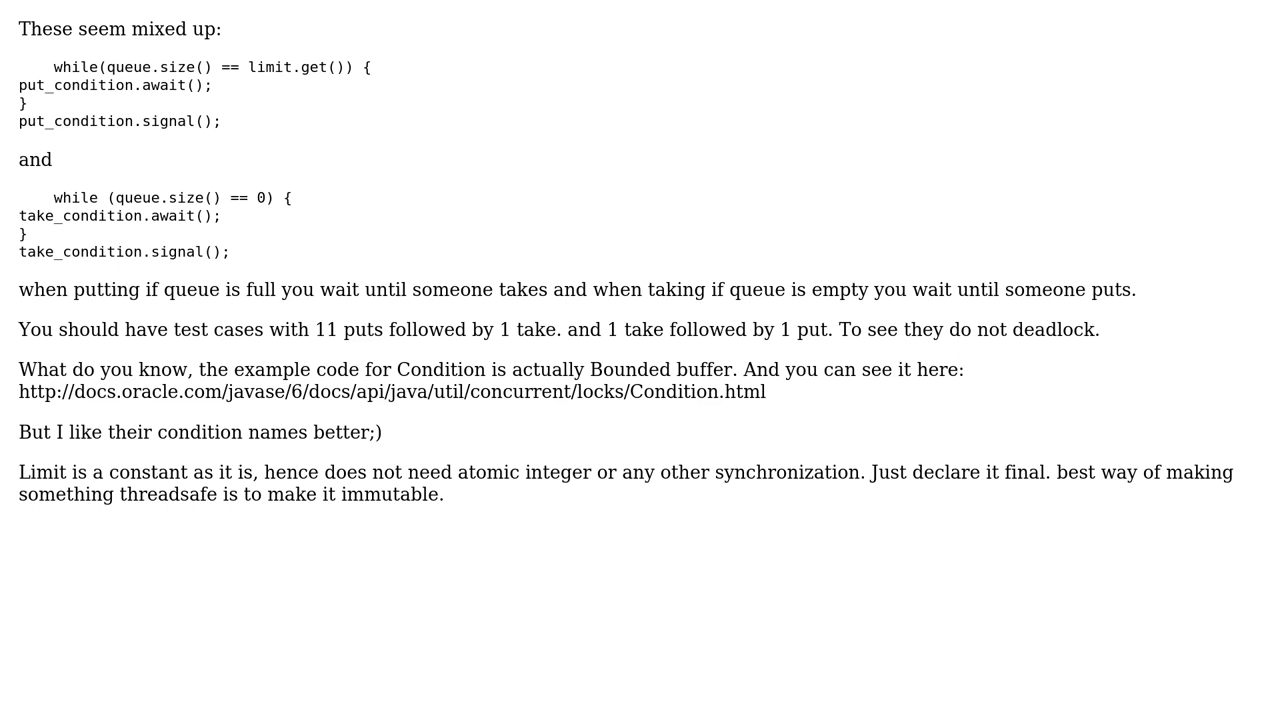 These seem mixed up:
    while(queue.size() == limit.get()) {
put_condition.await();
}
put_condition.signal();
and
    while (queue.size() == 0) {
take_condition.await();
}
take_condition.signal();
when putting if queue is full you wait until someone takes and when taking if queue is empty you wait until someone puts.
You should have test cases with 11 puts followed by 1 take. and 1 take followed by 1 put. To see they do not deadlock.
What do you know, the example code for Condition is actually Bounded buffer. And you can see it here:
http://docs.oracle.com/javase/6/docs/api/java/util/concurrent/locks/Condition.html
But I like their condition names better;)
Limit is a constant as it is, hence does not need atomic integer or any other synchronization. Just declare it final. best way of making
something threadsafe is to make it immutable.